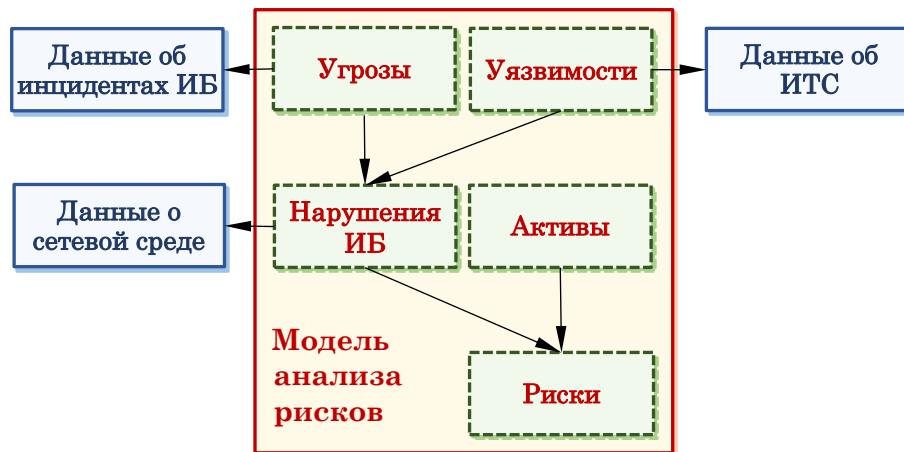 Данные об
инцидентах ИБ
Угрозы
Уязвимости
Данные об
ИТС
Данные о
сетевой среде
Нарушения
ИБ
Активы
Модель
анализа
рисков
Риски